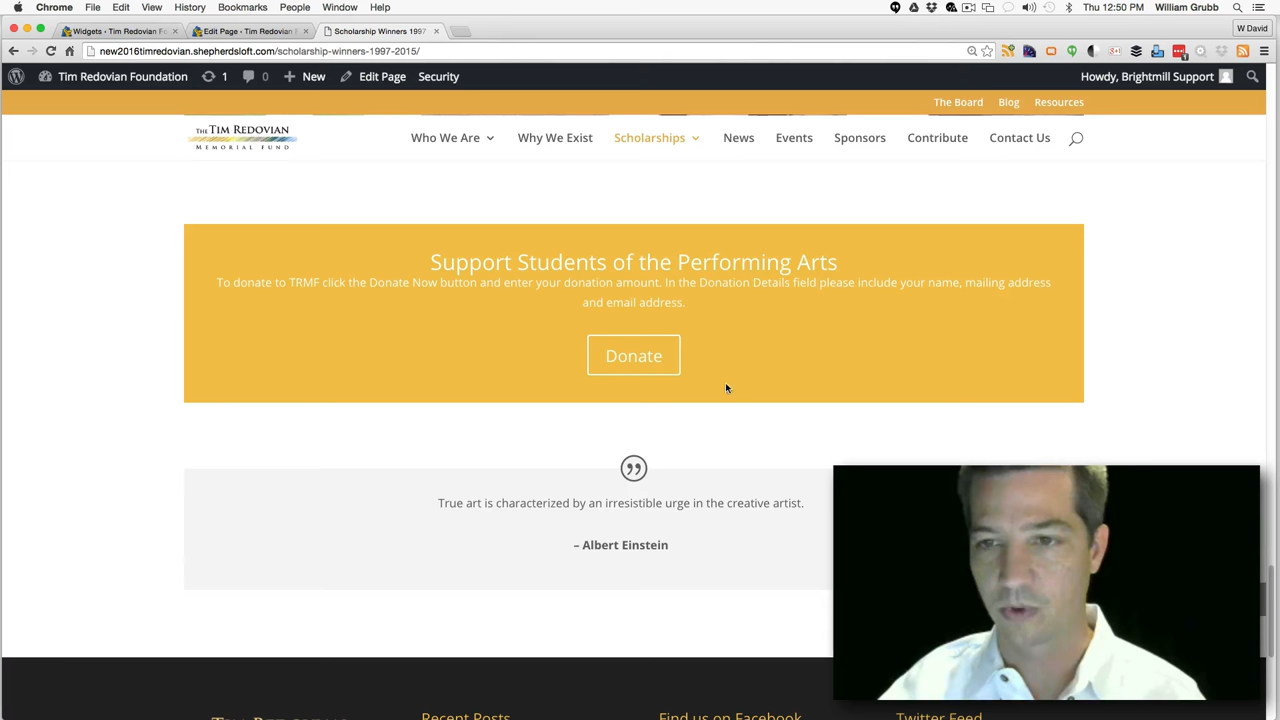 Chrome File Edit View History Bookmarks People Window Help
Thu 12:50 PM William Grubb
Widgets ‹ Tim Redovian F
Edit Page ‹ Tim Redovian
Scholarship Winners 1997
W David
new2016timredovian.shepherdsloft.com/scholarship-winners-1997-2015/
Tim Redovian Foundation 1 0 New Edit Page Security
Howdy, Brightmill Support
The Board Blog Resources
THE TIM REDOVIAN
MEMORIAL FUND
Who We Are Why We Exist Scholarships News Events Sponsors Contribute Contact Us
Support Students of the Performing Arts
To donate to TRMF click the Donate Now button and enter your donation amount. In the Donation Details field please include your name, mailing address
and email address.
Donate
True art is characterized by an irresistible urge in the creative artist.
– Albert Einstein
Recent Posts
Find us on Facebook
Twitter Feed